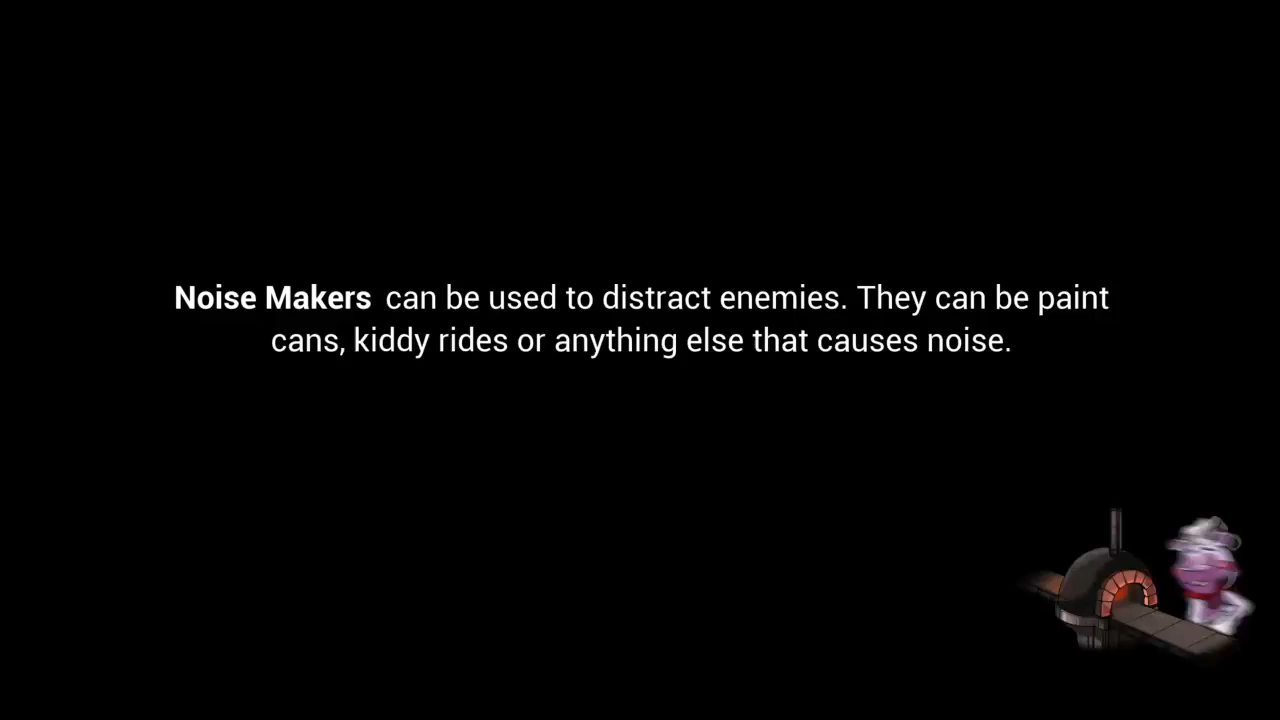 Noise Makers can be used to distract enemies. They can be paint
cans, kiddy rides or anything else that causes noise.